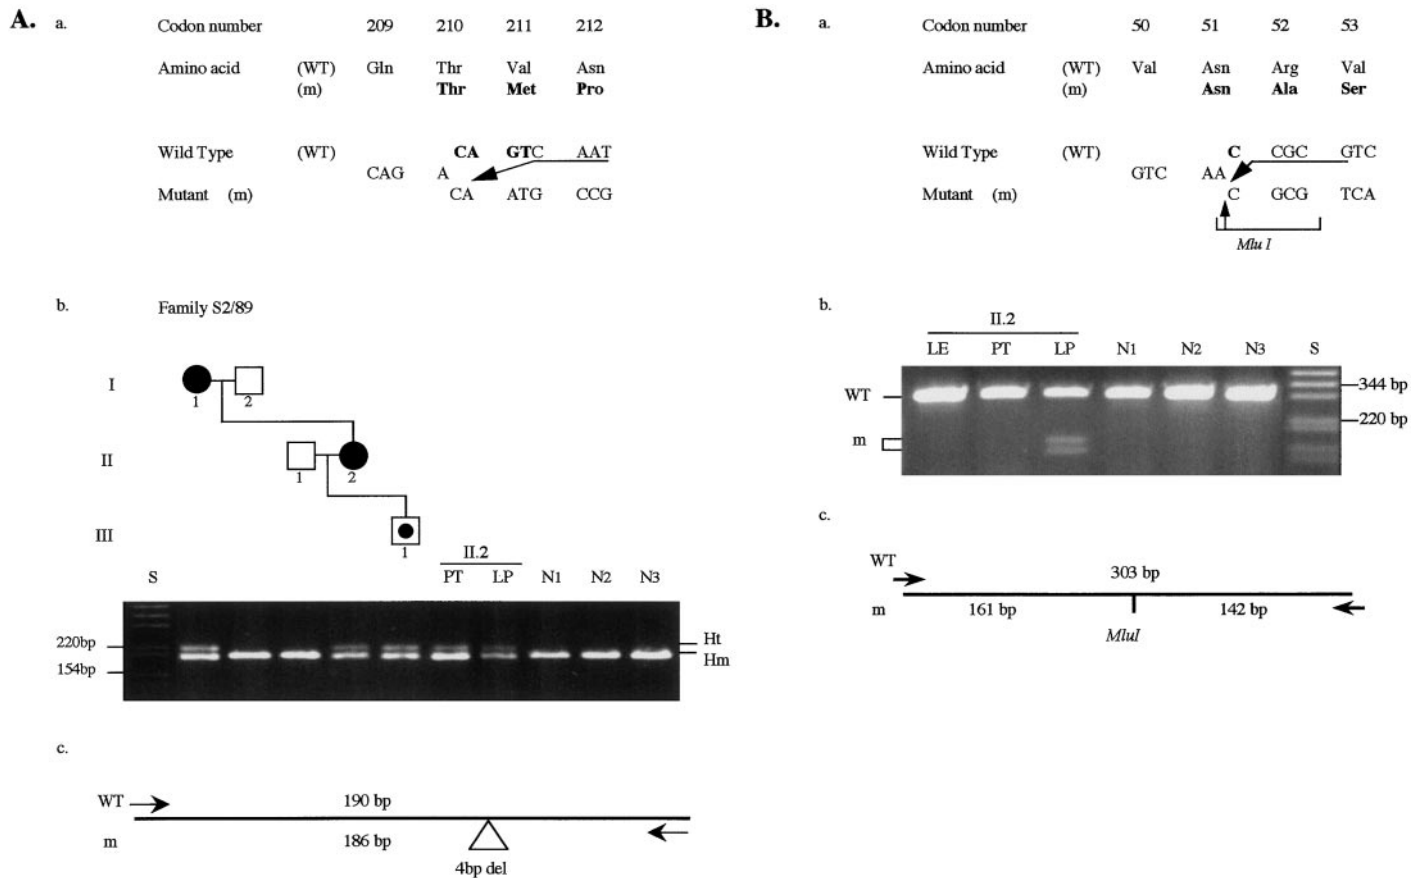 A.
a.
Codon number 209 210 211 212
Amino acid (WT) Gln Thr Val Asn
(m) Thr Met Pro
Wild Type (WT) CA GTC AAT
CAG A
Mutant (m) CA ATG CCG
b.
Family S2/89
I
1 2
II
1 2
III
1
II.2
S PT LP N1 N2 N3
220bp
154bp
Ht
Hm
c.
WT
190 bp
m
186 bp
4bp del
B.
a.
Codon number 50 51 52 53
Amino acid (WT) Val Asn Arg Val
(m) Asn Ala Ser
Wild Type (WT) C CGC GTC
GTC AA
Mutant (m) C GCG TCA
Mlu I
b.
II.2
LE PT LP N1 N2 N3 S
WT
m
344 bp
220 bp
c.
WT
303 bp
m
161 bp 142 bp
MluI